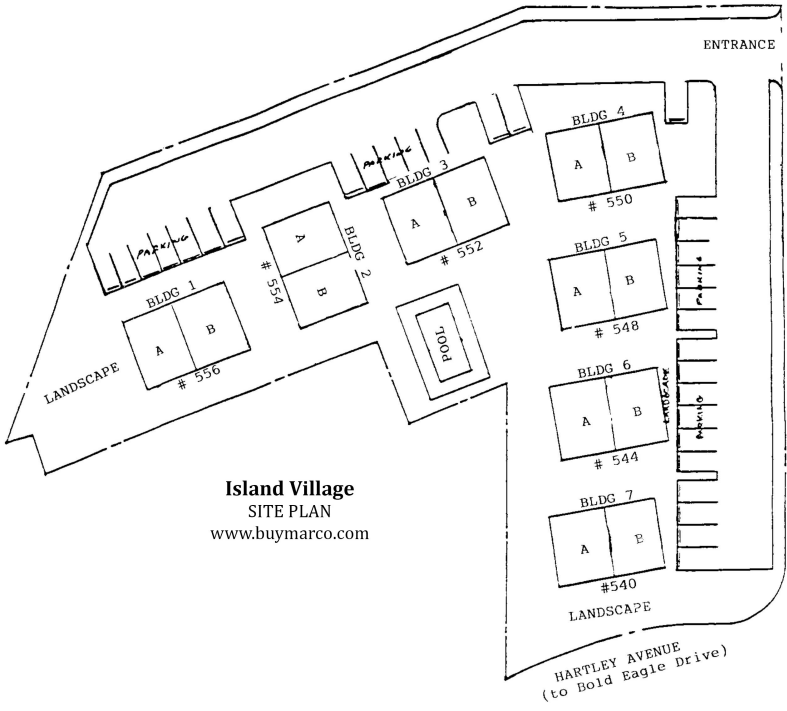 ENTRANCE
BLDG 4
A B
# 550
PARKING
BLDG 3
A B
# 552
PARKING
BLDG 2
A
B
# 554
BLDG 5
A B
# 548
PARKING
BLDG 1
A B
# 556
LANDSCAPE
POOL
BLDG 6
A B
# 544
LANDSCAPE
PARKING
Island Village
SITE PLAN
www.buymarco.com
BLDG 7
A B
#540
LANDSCAPE
HARTLEY AVENUE
(to Bold Eagle Drive)